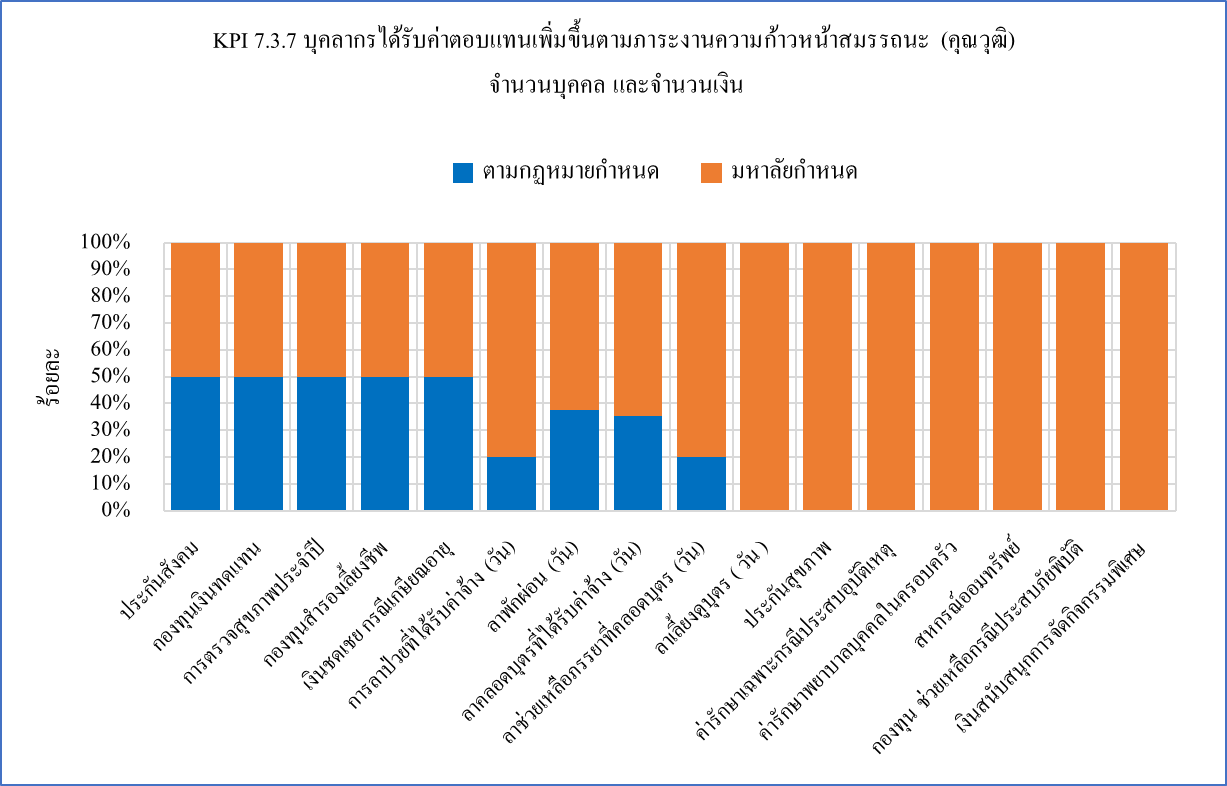 KPI 7.3.7 บุคลากรได้รับค่าตอบแทนเพิ่มขึ้นตามภาระงานความก้าวหน้าสมรรถนะ (คุณวุฒิ)
จำนวนบุคคล และจำนวนเงิน
ตามกฏหมายกำหนด
มหาลัยกำหนด
ร้อยละ
100%
90%
80%
70%
60%
50%
40%
30%
20%
10%
0%
ประกันสังคม
กองทุนเงินทดแทน
การตรวจสุขภาพประจำปี
กองทุนสำรองเลี้ยงชีพ
เงินชดเชย กรณีเกษียณอายุ
การลาป่วยที่ได้รับค่าจ้าง (วัน)
ลาพักผ่อน (วัน)
ลาคลอดบุตรที่ได้รับค่าจ้าง (วัน)
ลาช่วยเหลือภรรยาที่คลอดบุตร (วัน)
ลาเลี้ยงดูบุตร ( วัน )
ประกันสุขภาพ
ค่ารักษาเฉพาะกรณีประสบอุบัติเหตุ
ค่ารักษาพยาบาลบุคคลในครอบครัว
สหกรณ์ออมทรัพย์
กองทุน ช่วยเหลือกรณีประสบภัยพิบัติ
เงินสนับสนุกการจัดกิจกรรมพิเศษ